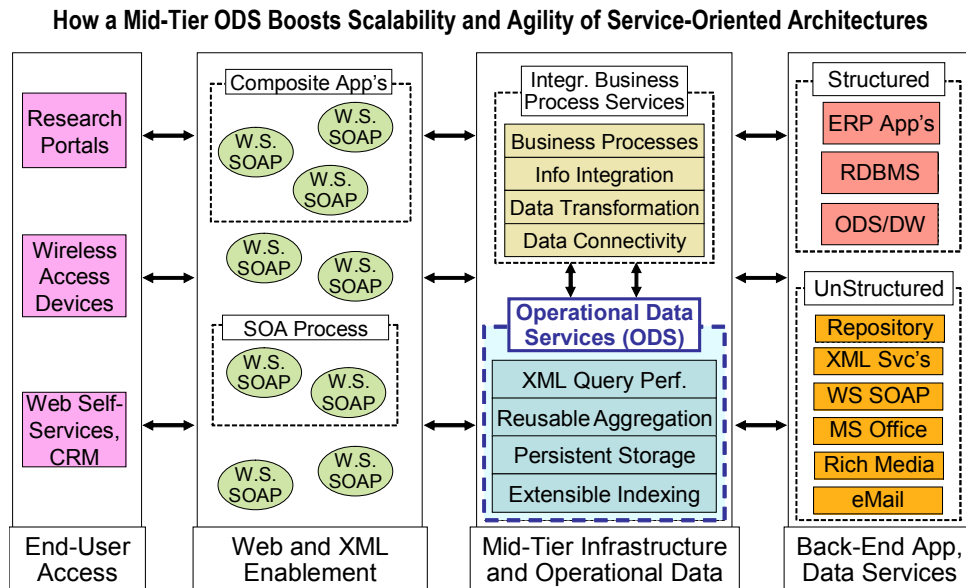 How a Mid-Tier ODS Boosts Scalability and Agility of Service-Oriented Architectures
Research
Portals
Wireless
Access
Devices
Web Self-
Services,
CRM
End-User
Access
Composite App's
W.S.
SOAP
W.S.
SOAP
W.S.
SOAP
W.S.
SOAP
W.S.
SOAP
SOA Process
W.S.
SOAP
W.S.
SOAP
W.S.
SOAP
W.S.
SOAP
Web and XML
Enablement
Integr. Business
Process Services
Business Processes
Info Integration
Data Transformation
Data Connectivity
Operational Data
Services (ODS)
XML Query Perf.
Reusable Aggregation
Persistent Storage
Extensible Indexing
Mid-Tier Infrastructure
and Operational Data
Structured
ERP App's
RDBMS
ODS/DW
UnStructured
Repository
XML Svc's
WS SOAP
MS Office
Rich Media
eMail
Back-End App,
Data Services